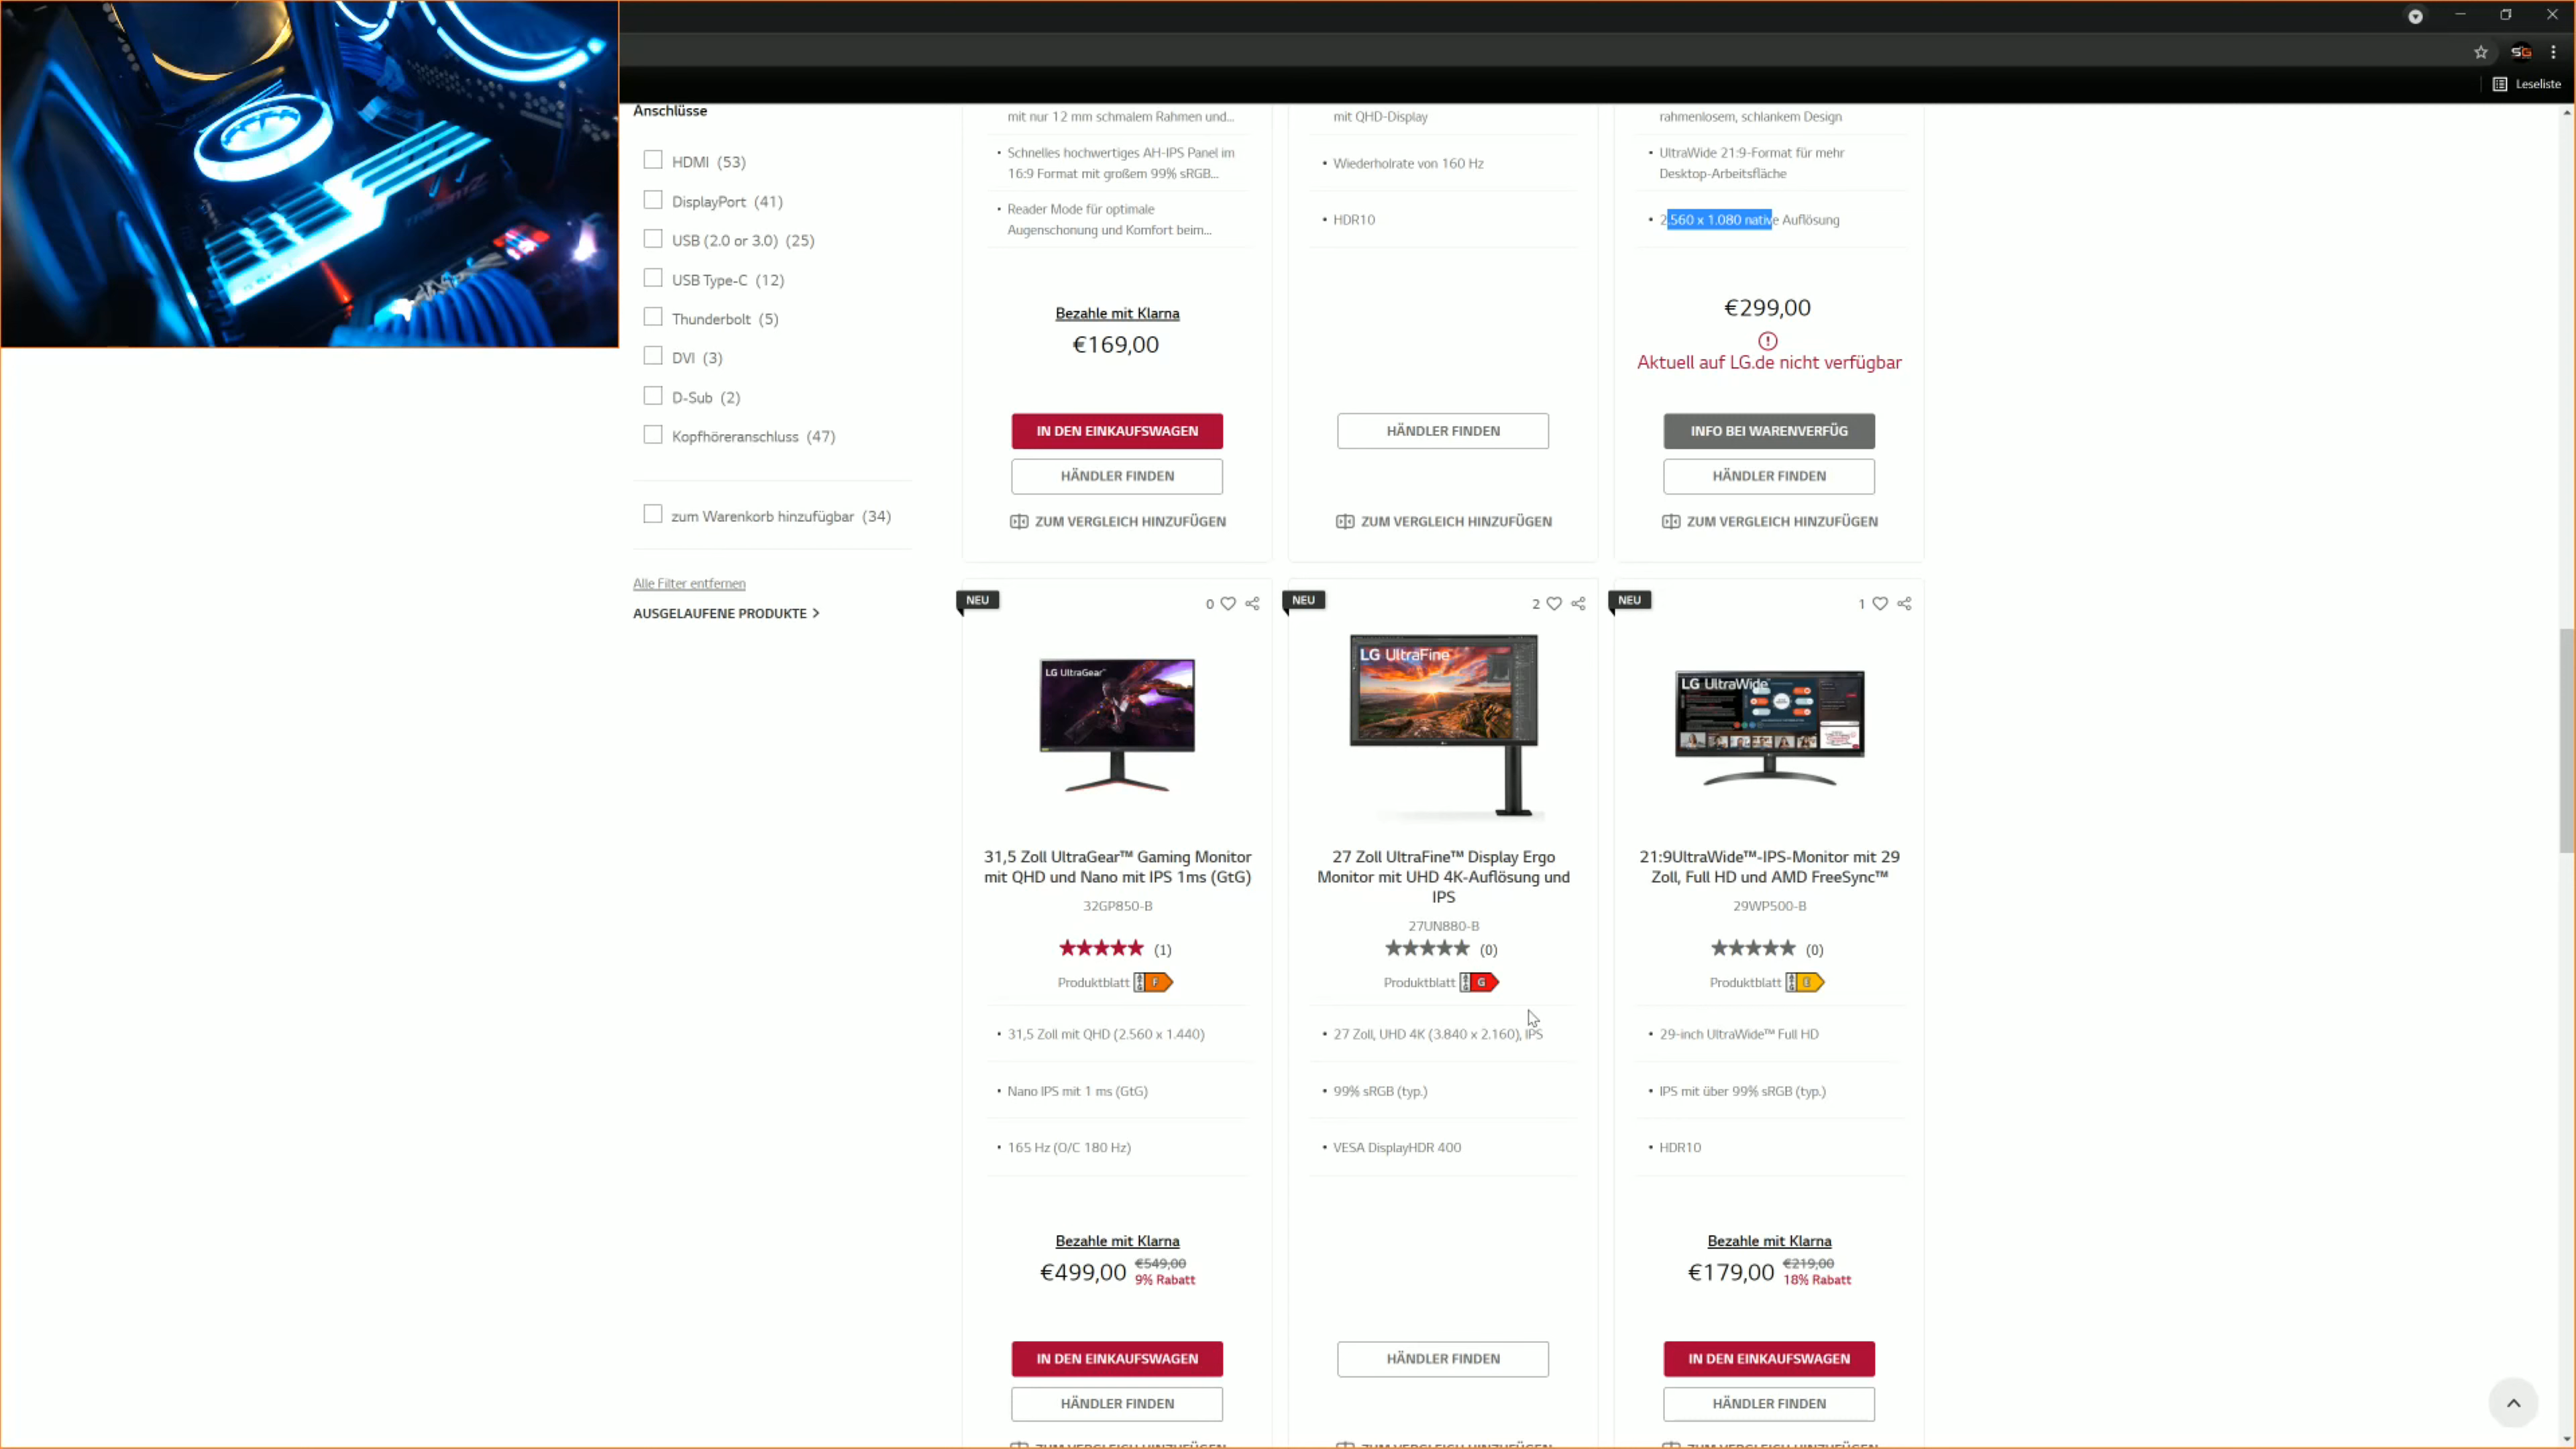 SG
Leseliste
Anschlüsse
HDMI (53)
DisplayPort (41)
USB (2.0 or 3.0) (25)
USB Type-C (12)
Thunderbolt (5)
DVI (3)
D-Sub (2)
Kopfhöreranschluss (47)
zum Warenkorb hinzufügbar (34)
Alle Filter entfernen
AUSGELAUFENE PRODUKTE
mit nur 12 mm schmalem Rahmen und...
• Schnelles hochwertiges AH-IPS Panel im
16:9 Format mit großem 99% sRGB...
• Reader Mode für optimale
Augenschonung und Komfort beim...
Bezahle mit Klarna
€169,00
IN DEN EINKAUFSWAGEN
HÄNDLER FINDEN
ZUM VERGLEICH HINZUFÜGEN
mit QHD-Display
• Wiederholrate von 160 Hz
• HDR10
HÄNDLER FINDEN
ZUM VERGLEICH HINZUFÜGEN
rahmenlosem, schlankem Design
• UltraWide 21:9-Format für mehr
Desktop-Arbeitsfläche
• 2.560 x 1.080 native Auflösung
€299,00
Aktuell auf LG.de nicht verfügbar
INFO BEI WARENVERFÜG
HÄNDLER FINDEN
ZUM VERGLEICH HINZUFÜGEN
NEU
0
LG UltraGear™
31,5 Zoll UltraGear™ Gaming Monitor
mit QHD und Nano mit IPS 1ms (GtG)
32GP850-B
(1)
Produktblatt F
• 31,5 Zoll mit QHD (2.560 x 1.440)
• Nano IPS mit 1 ms (GtG)
• 165 Hz (O/C 180 Hz)
Bezahle mit Klarna
€499,00 €549,00
9% Rabatt
IN DEN EINKAUFSWAGEN
HÄNDLER FINDEN
ZUM VERGLEICH HINZUFÜGEN
NEU
2
LG UltraFine™
27 Zoll UltraFine™ Display Ergo
Monitor mit UHD 4K-Auflösung und
IPS
27UN880-B
(0)
Produktblatt G
• 27 Zoll, UHD 4K (3.840 x 2.160), IPS
• 99% sRGB (typ.)
• VESA DisplayHDR 400
HÄNDLER FINDEN
ZUM VERGLEICH HINZUFÜGEN
NEU
1
LG UltraWide™
21:9UltraWide™-IPS-Monitor mit 29
Zoll, Full HD und AMD FreeSync™
29WP500-B
(0)
Produktblatt E
• 29-inch UltraWide™ Full HD
• IPS mit über 99% sRGB (typ.)
• HDR10
Bezahle mit Klarna
€179,00 €219,00
18% Rabatt
IN DEN EINKAUFSWAGEN
HÄNDLER FINDEN
ZUM VERGLEICH HINZUFÜGEN